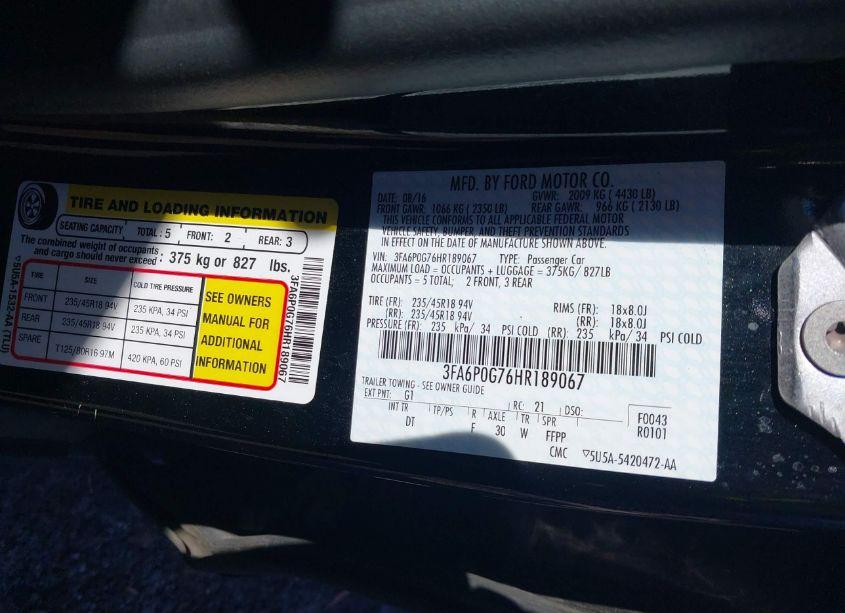 TIRE AND LOADING INFORMATION
SEATING CAPACITY TOTAL : 5 FRONT: 2 REAR: 3
The combined weight of occupants
and cargo should never exceed : 375 kg or 827 lbs.
TIRE SIZE COLD TIRE PRESSURE
FRONT 235/45R18 94V 235 KPA, 34 PSI
REAR 235/45R18 94V 235 KPA, 34 PSI
SPARE T125/80R16 97M 420 KPA, 60 PSI
SEE OWNERS
MANUAL FOR
ADDITIONAL
INFORMATION
▽5U5A-1532-AA (TLU)
3FA6P0G76HR189067
MFD. BY FORD MOTOR CO.
DATE: 08/16 GVWR: 2009 KG ( 4430 LB)
FRONT GAWR: 1066 KG ( 2350 LB) REAR GAWR: 966 KG ( 2130 LB)
THIS VEHICLE CONFORMS TO ALL APPLICABLE FEDERAL MOTOR
VEHICLE SAFETY, BUMPER, AND THEFT PREVENTION STANDARDS
IN EFFECT ON THE DATE OF MANUFACTURE SHOWN ABOVE.
VIN: 3FA6P0G76HR189067 TYPE: Passenger Car
MAXIMUM LOAD = OCCUPANTS + LUGGAGE = 375KG/ 827LB
OCCUPANTS = 5 TOTAL; 2 FRONT, 3 REAR
TIRE (FR): 235/45R18 94V RIMS (FR): 18x8.0J
(RR): 235/45R18 94V (RR): 18x8.0J
PRESSURE (FR): 235 kPa/ 34 PSI COLD (RR): 235 kPa/ 34 PSI COLD
3FA6P0G76HR189067
TRAILER TOWING - SEE OWNER GUIDE
EXT PNT: G1 RC: 21 DSO: F0043
R0101
INT TR TP/PS R AXLE TR SPR
DT F 30 W FFPP
CMC ▽5U5A-5420472-AA